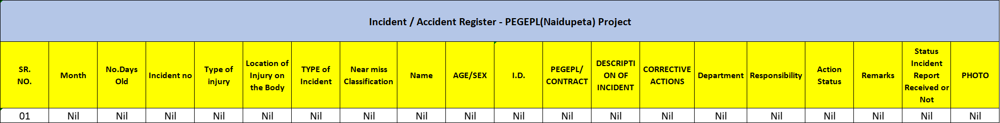 Incident / Accident Register - PEGEPL(Naidupeta) Project
SR.
NO.
Month
No.Days
Old
Incident no
Type of
injury
Location of
Injury on
the Body
TYPE of
Incident
Near miss
Classification
Name
AGE/SEX
I.D.
PEGEPL/
CONTRACT
DESCRIPTI
ON OF
INCIDENT
CORRECTIVE
ACTIONS
Department
Responsibility
Action
Status
Remarks
Status
Incident
Report
Received or
Not
PHOTO
01 Nil Nil Nil Nil Nil Nil Nil Nil Nil Nil Nil Nil Nil Nil Nil Nil Nil Nil Nil